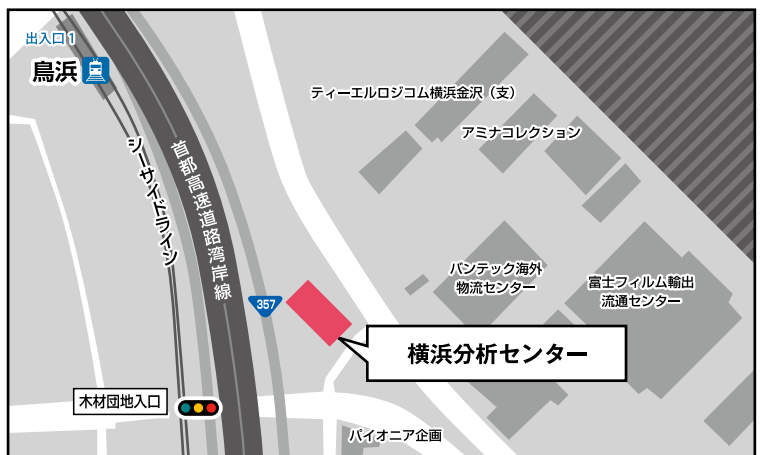 出入口1
鳥浜
ティーエルロジコム横浜金沢（支）
アミナコレクション
シーサイドライン
首都高速道路湾岸線
バンテック海外
物流センター
富士フィルム輸出
流通センター
357
横浜分析センター
木材団地入口
パイオニア企画